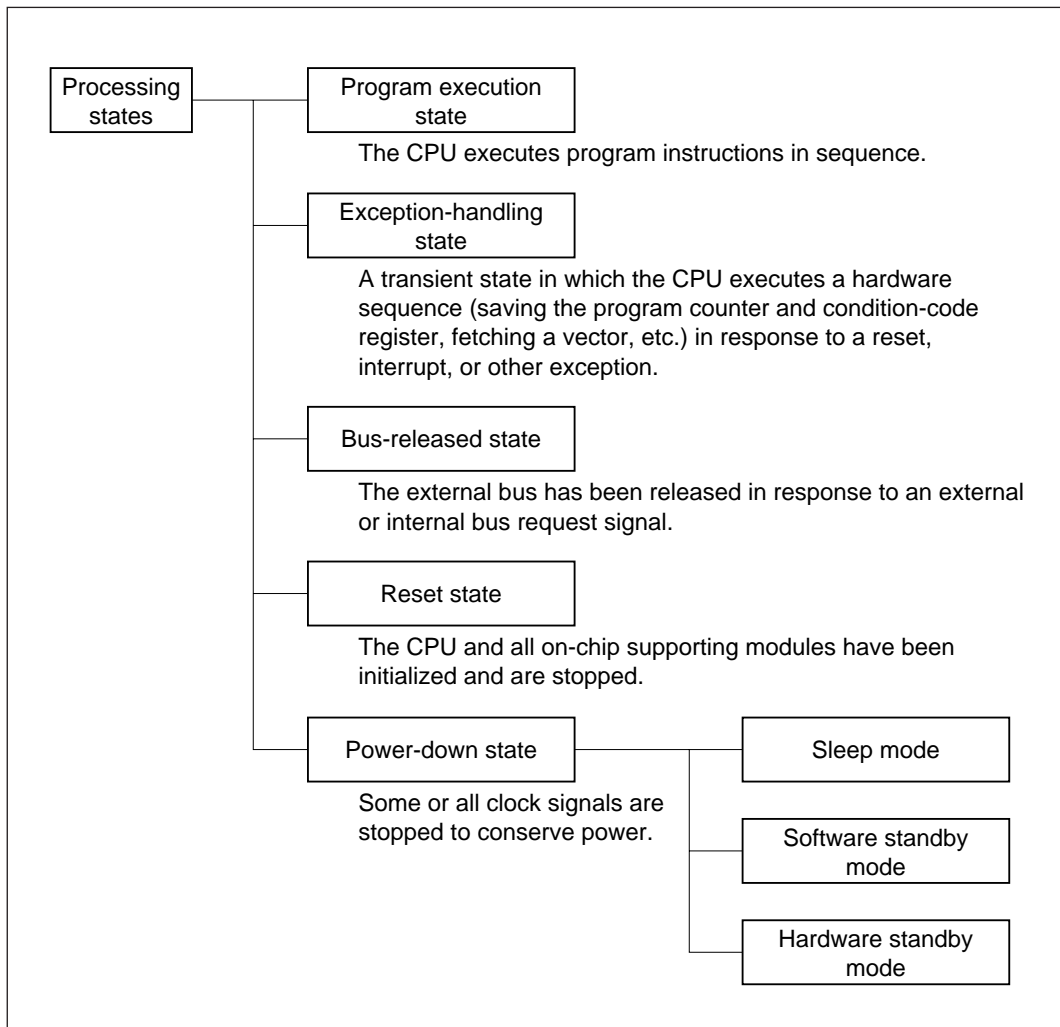 Processing
states
Program execution
state
The CPU executes program instructions in sequence.
Exception-handling
state
A transient state in which the CPU executes a hardware
sequence (saving the program counter and condition-code
register, fetching a vector, etc.) in response to a reset,
interrupt, or other exception.
Bus-released state
The external bus has been released in response to an external
or internal bus request signal.
Reset state
The CPU and all on-chip supporting modules have been
initialized and are stopped.
Power-down state
Some or all clock signals are
stopped to conserve power.
Sleep mode
Software standby
mode
Hardware standby
mode